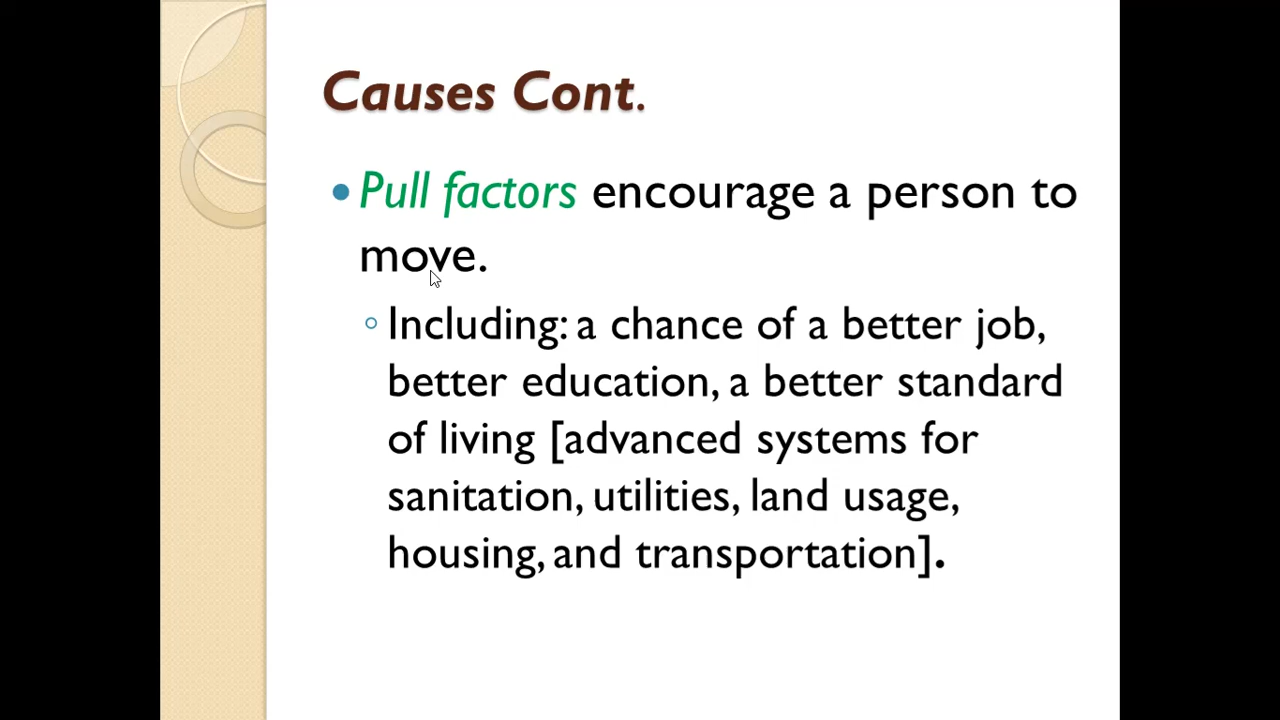 Causes Cont.
Pull factors encourage a person to
move.
Including: a chance of a better job,
better education, a better standard
of living [advanced systems for
sanitation, utilities, land usage,
housing, and transportation].